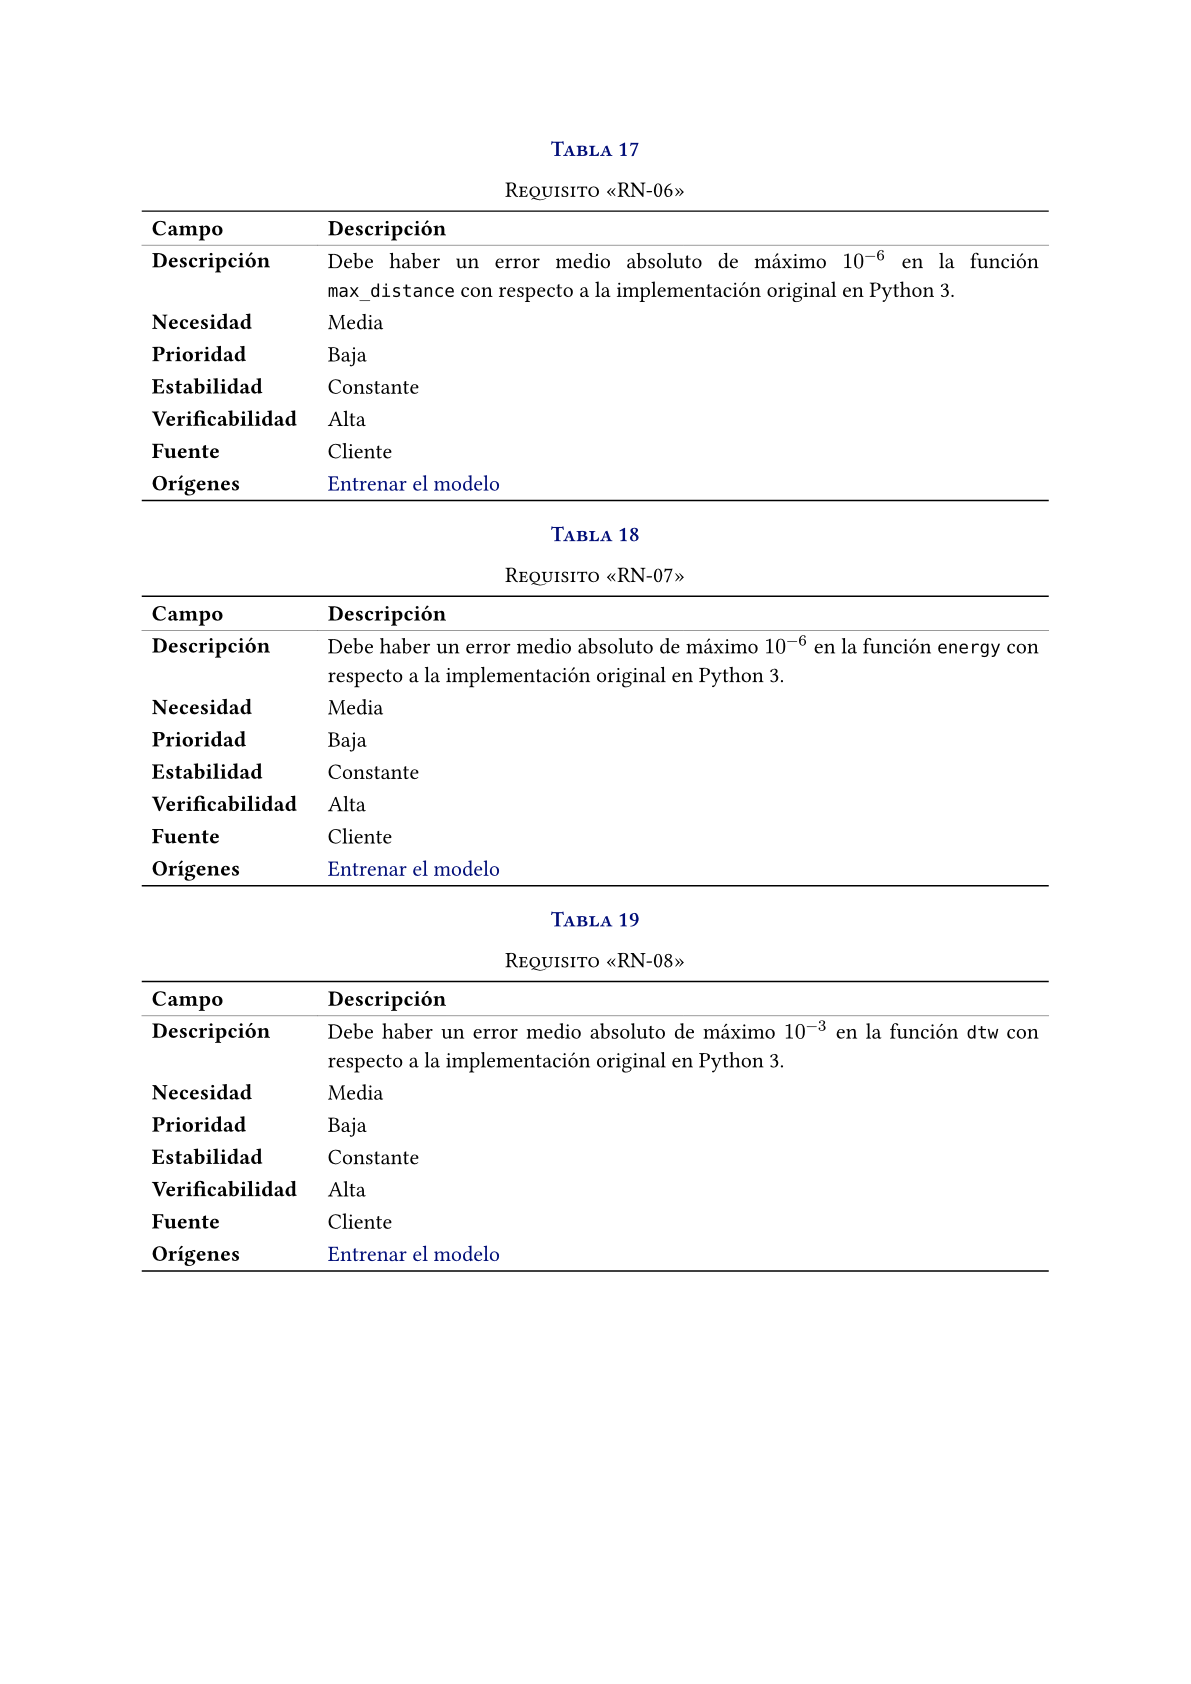 Tabla 17
Requisito «RN-06»
Campo Descripción
Descripción Debe haber un error medio absoluto de máximo 10⁻⁶ en la función
max_distance con respecto a la implementación original en Python 3.
Necesidad Media
Prioridad Baja
Estabilidad Constante
Verificabilidad Alta
Fuente Cliente
Orígenes Entrenar el modelo
Tabla 18
Requisito «RN-07»
Campo Descripción
Descripción Debe haber un error medio absoluto de máximo 10⁻⁶ en la función energy con
respecto a la implementación original en Python 3.
Necesidad Media
Prioridad Baja
Estabilidad Constante
Verificabilidad Alta
Fuente Cliente
Orígenes Entrenar el modelo
Tabla 19
Requisito «RN-08»
Campo Descripción
Descripción Debe haber un error medio absoluto de máximo 10⁻³ en la función dtw con
respecto a la implementación original en Python 3.
Necesidad Media
Prioridad Baja
Estabilidad Constante
Verificabilidad Alta
Fuente Cliente
Orígenes Entrenar el modelo